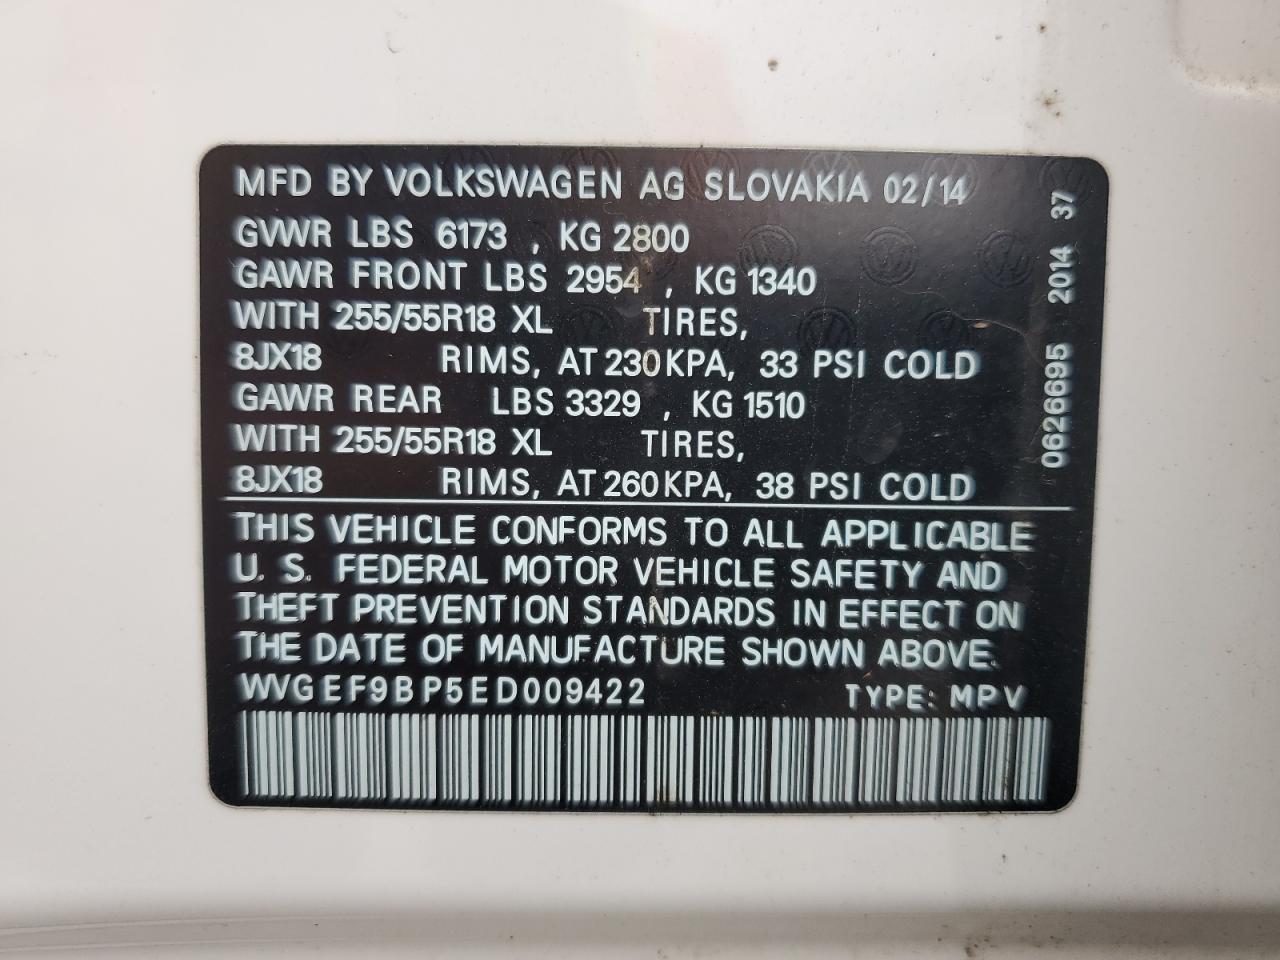 MFD BY VOLKSWAGEN AG SLOVAKIA 02/14
GVWR LBS 6173 , KG 2800
GAWR FRONT LBS 2954 , KG 1340
WITH 255/55R18 XL TIRES,
8JX18 RIMS, AT 230KPA, 33 PSI COLD
GAWR REAR LBS 3329 , KG 1510
WITH 255/55R18 XL TIRES,
8JX18 RIMS, AT 260KPA, 38 PSI COLD
THIS VEHICLE CONFORMS TO ALL APPLICABLE
U. S. FEDERAL MOTOR VEHICLE SAFETY AND
THEFT PREVENTION STANDARDS IN EFFECT ON
THE DATE OF MANUFACTURE SHOWN ABOVE.
WVGEF9BP5ED009422 TYPE: MPV
0626695 2014 37